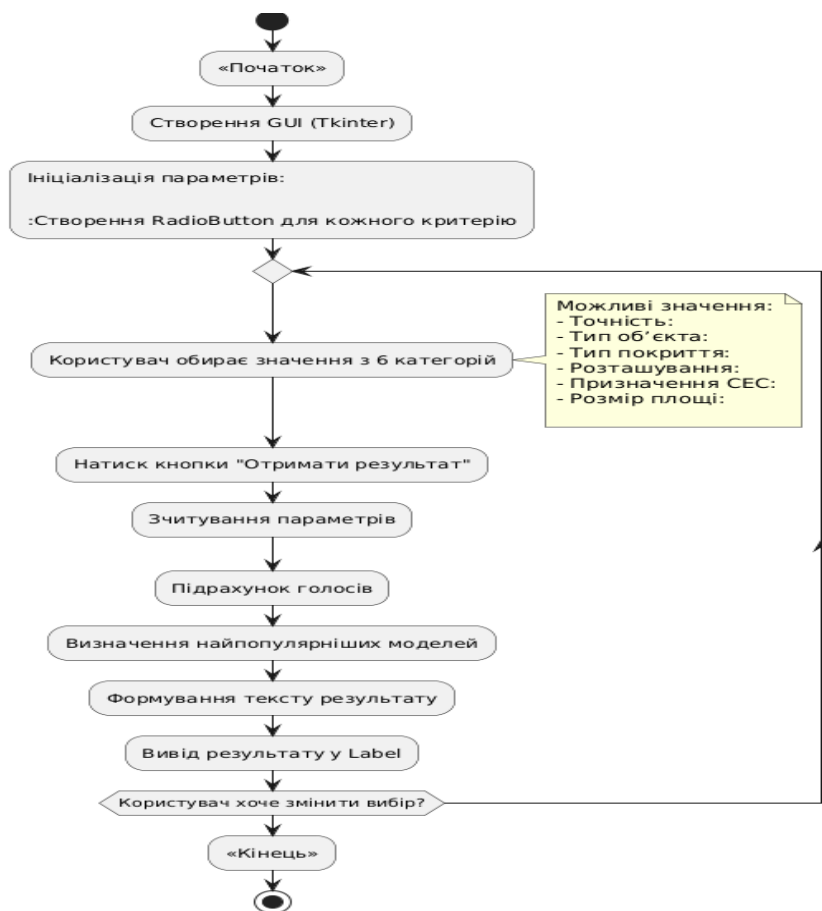 «Початок»
Створення GUI (Tkinter)
Ініціалізація параметрів:
:Створення RadioButton для кожного критерію
Користувач обирає значення з 6 категорій
Можливі значення:
- Точність:
- Тип об’єкта:
- Тип покриття:
- Розташування:
- Призначення СЕС:
- Розмір площі:
Натиск кнопки "Отримати результат"
Зчитування параметрів
Підрахунок голосів
Визначення найпопулярніших моделей
Формування тексту результату
Вивід результату у Label
Користувач хоче змінити вибір?
«Кінець»